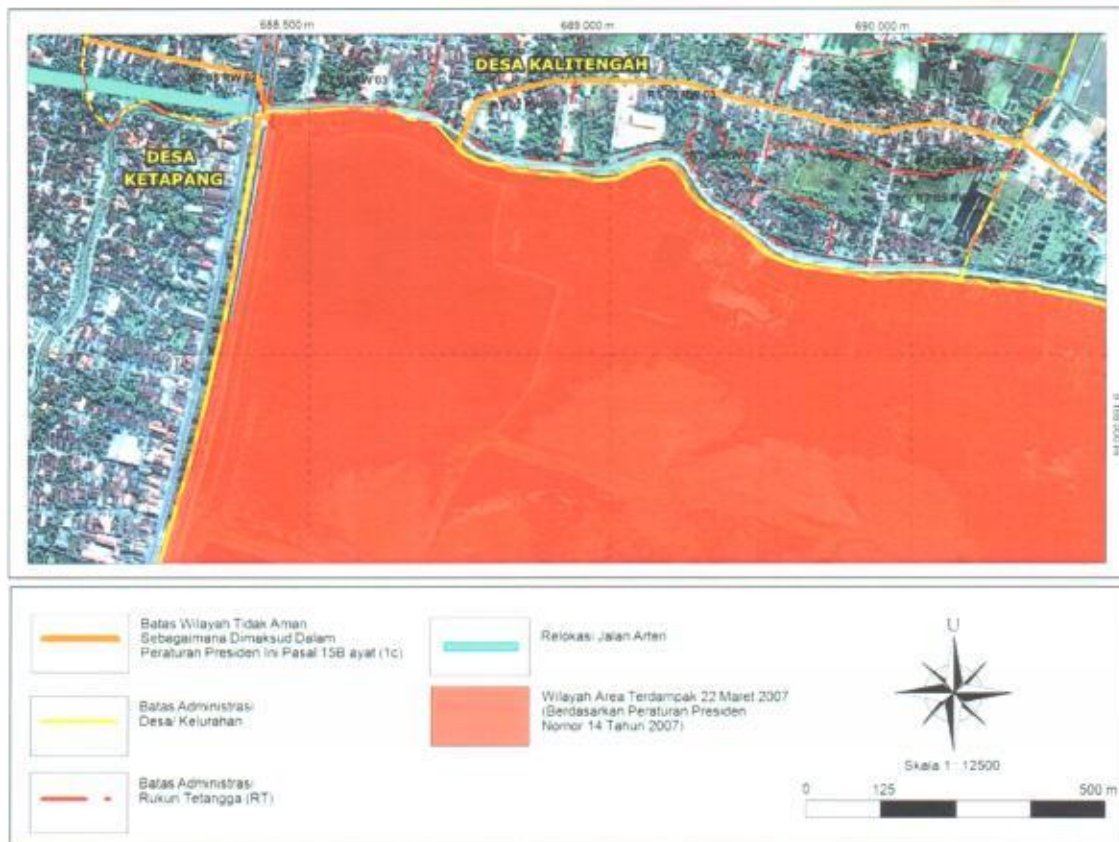 688 500 m
689 000 m
690 000 m
DESA KALITENGAH
DESA
KETAPANG
Batas Wilayah Tidak Aman
Sebagaimana Dimaksud Dalam
Peraturan Presiden Ini Pasal 15B ayat (1c)
Batas Administrasi
Desa/ Kelurahan
Batas Administrasi
Rukun Tetangga (RT)
Relokasi Jalan Arteri
Wilayah Area Terdampak 22 Maret 2007
(Berdasarkan Peraturan Presiden
Nomor 14 Tahun 2007)
U
Skala 1 : 12500
0 125 500 m